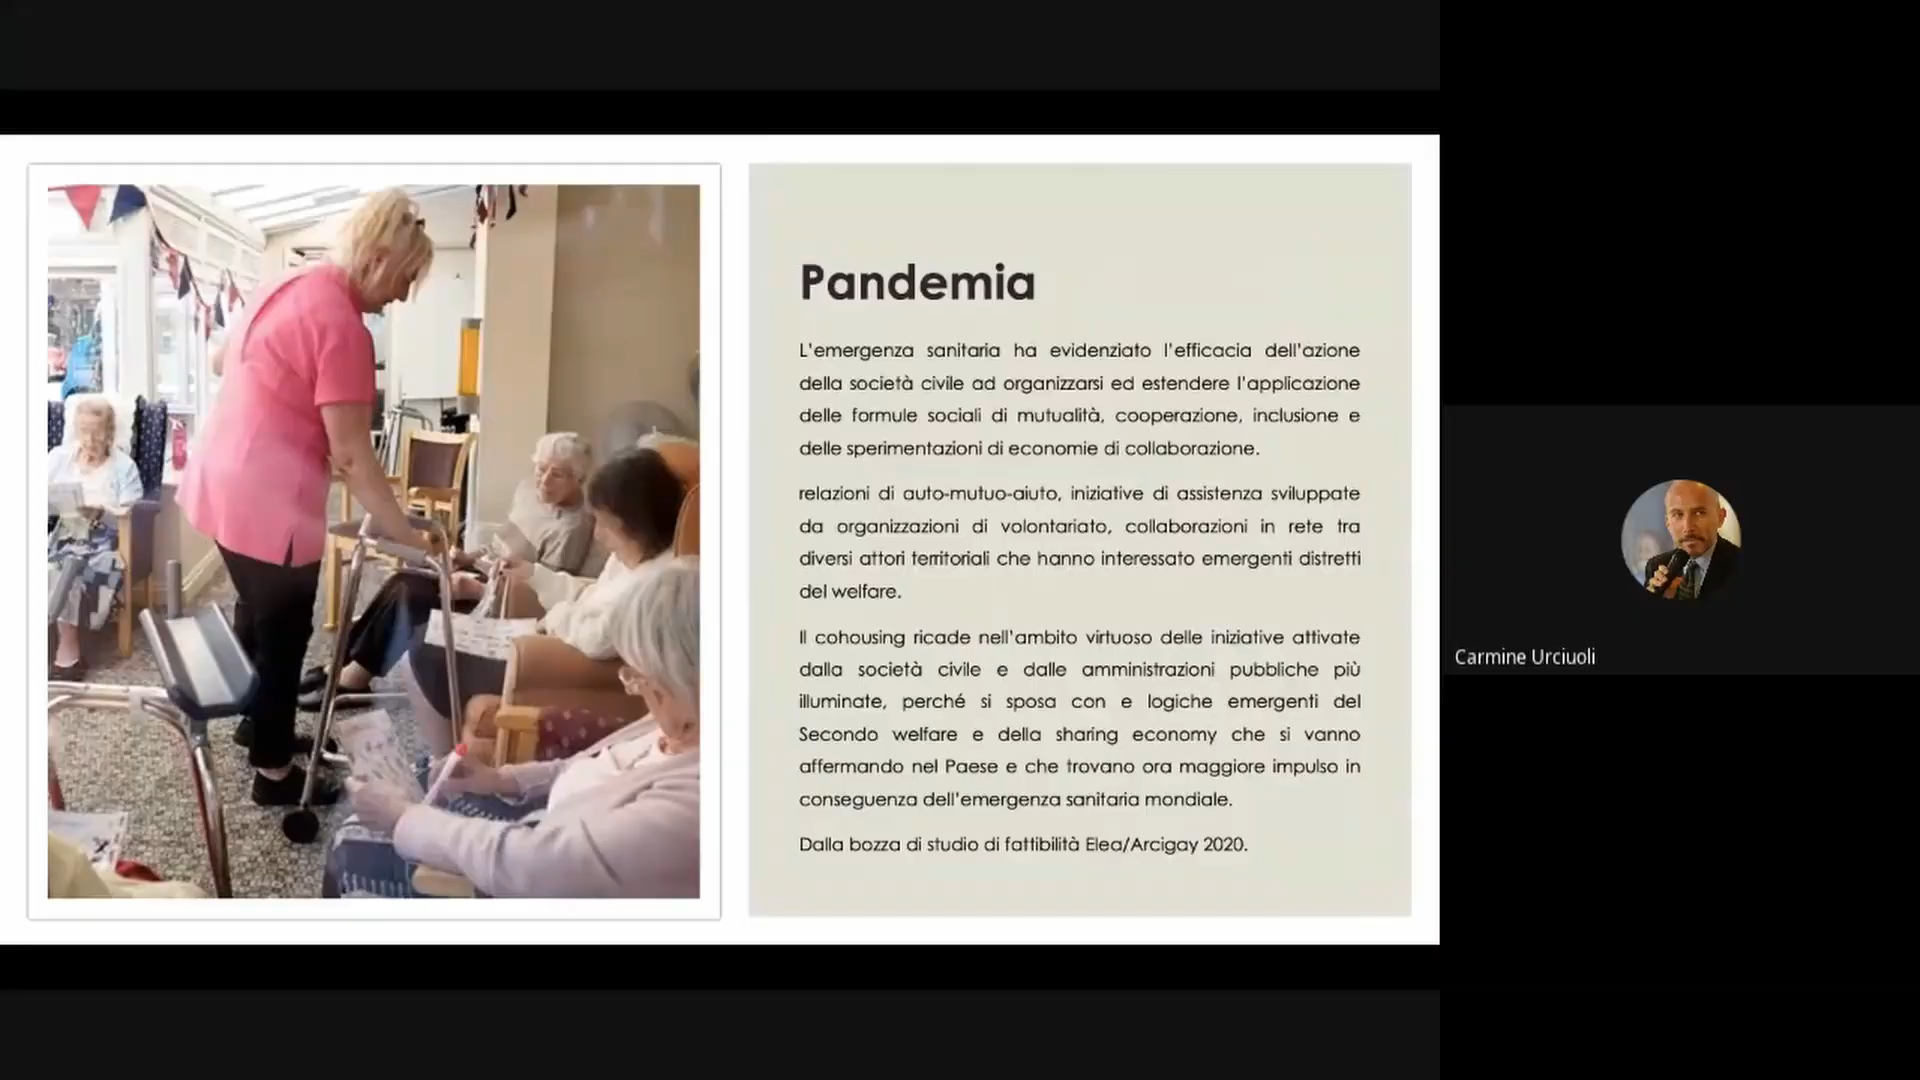 Pandemia
L'emergenza sanitaria ha evidenziato l'efficacia dell'azione
della società civile ad organizzarsi ed estendere l'applicazione
delle formule sociali di mutualità, cooperazione, inclusione e
delle sperimentazioni di economie di collaborazione.
relazioni di auto-mutuo-aiuto, iniziative di assistenza sviluppate
da organizzazioni di volontariato, collaborazioni in rete tra
diversi attori territoriali che hanno interessato emergenti distretti
del welfare.
Il cohousing ricade nell'ambito virtuoso delle iniziative attivate
dalla società civile e dalle amministrazioni pubbliche più
illuminate, perché si sposa con e logiche emergenti del
Secondo welfare e della sharing economy che si vanno
affermando nel Paese e che trovano ora maggiore impulso in
conseguenza dell'emergenza sanitaria mondiale.
Dalla bozza di studio di fattibilità Elea/Arcigay 2020.
Carmine Urciuoli